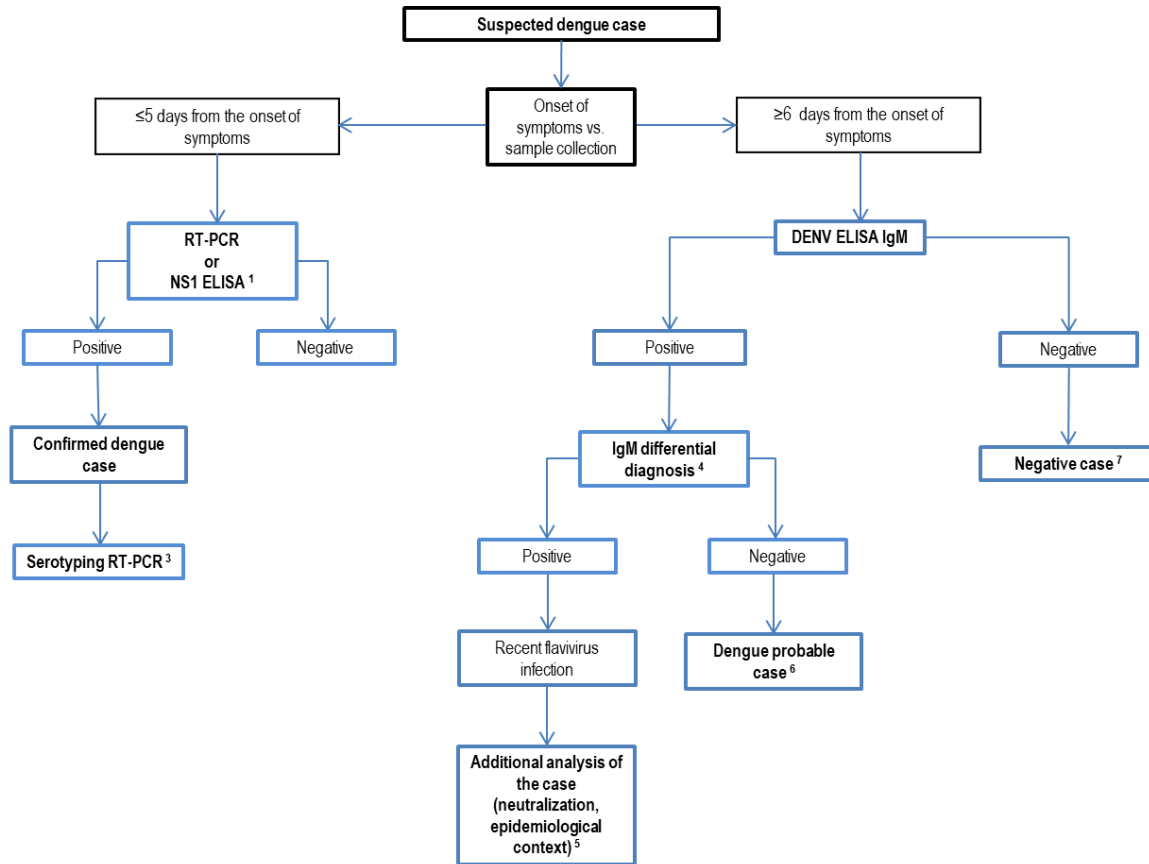 Suspected dengue case
Onset of
symptoms vs.
sample collection
≤5 days from the onset of
symptoms
≥6 days from the onset of
symptoms
RT-PCR
or
NS1 ELISA 1
DENV ELISA IgM
Positive
Negative
Positive
Negative
Confirmed dengue
case
IgM differential
diagnosis 4
Negative case 7
Serotyping RT-PCR 3
Positive
Negative
Recent flavivirus
infection
Dengue probable
case 6
Additional analysis of
the case
(neutralization,
epidemiological
context) 5